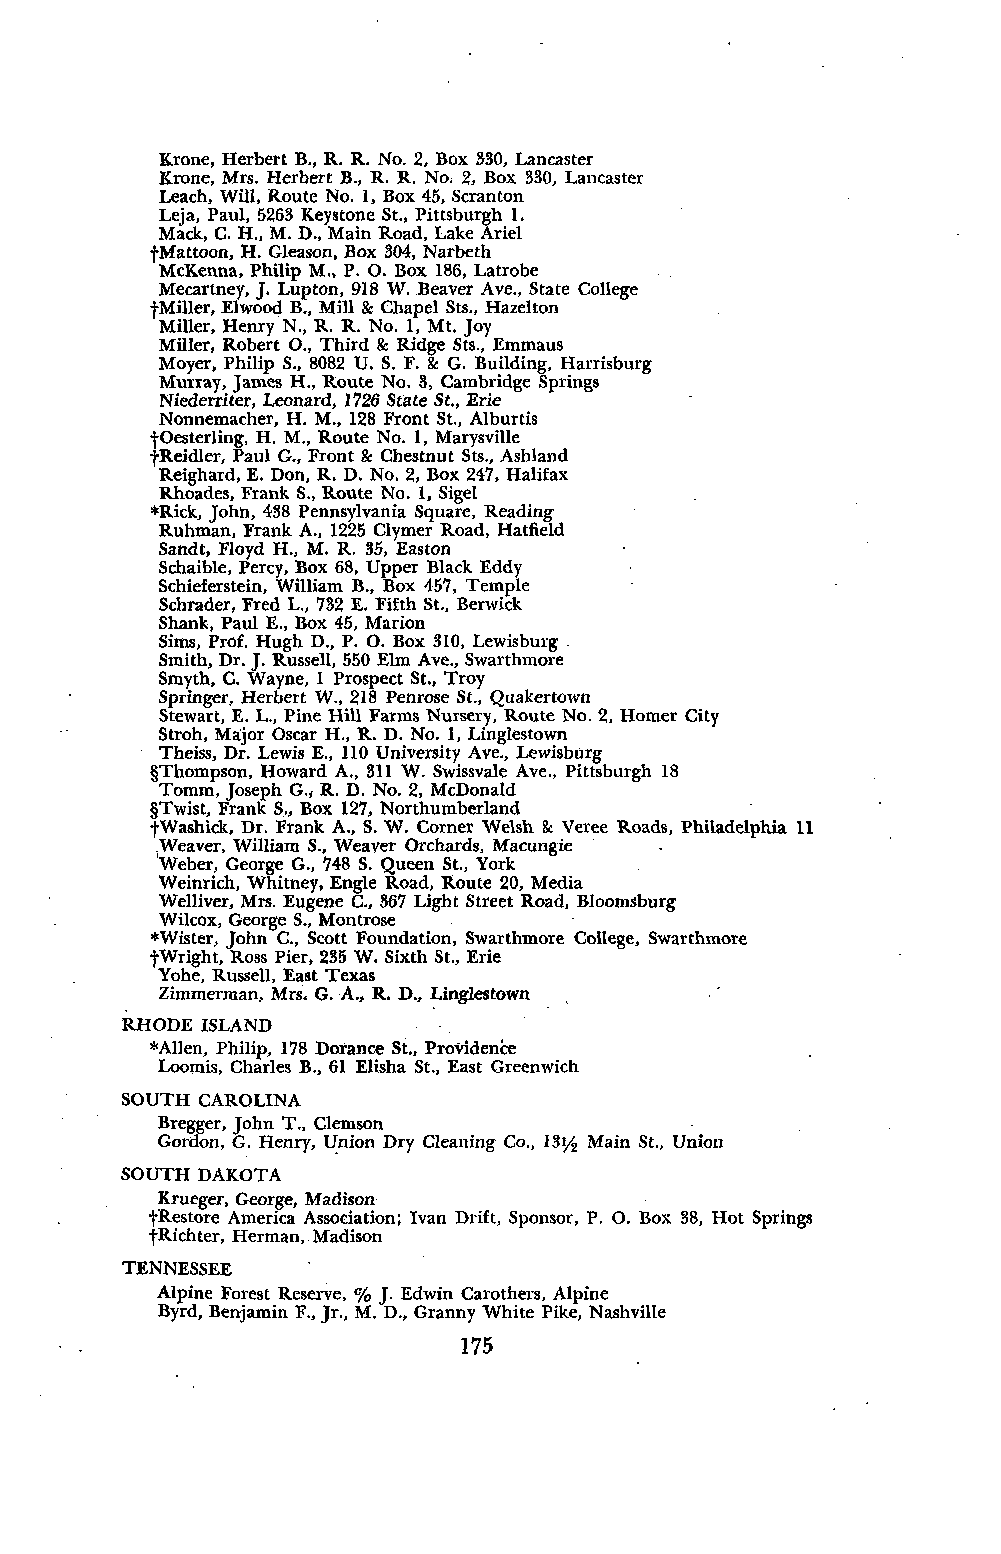 Krone, Herbert B., R. R. No. 2, Box 330, Lancaster
Krone, Mrs. Herbert B., R. R. No. 2, Box 330, Lancaster
Leach, Will, Route No. 1, Box 45, Scranton
Leja, Paul, 5263 Keystone St., Pittsburgh 1.
Mack, C. H., M. D., Main Road, Lake Ariel
†Mattoon, H. Gleason, Box 304, Narbeth
McKenna, Philip M., P. O. Box 186, Latrobe
Mecartney, J. Lupton, 918 W. Beaver Ave., State College
†Miller, Elwood B., Mill & Chapel Sts., Hazelton
Miller, Henry N., R. R. No. 1, Mt. Joy
Miller, Robert O., Third & Ridge Sts., Emmaus
Moyer, Philip S., 8082 U. S. F. & G. Building, Harrisburg
Murray, James H., Route No. 3, Cambridge Springs
Niederriter, Leonard, 1726 State St., Erie
Nonnemacher, H. M., 128 Front St., Alburtis
†Oesterling, H. M., Route No. 1, Marysville
†Reidler, Paul G., Front & Chestnut Sts., Ashland
Reighard, E. Don, R. D. No. 2, Box 247, Halifax
Rhoades, Frank S., Route No. 1, Sigel
*Rick, John, 438 Pennsylvania Square, Reading
Ruhman, Frank A., 1225 Clymer Road, Hatfield
Sandt, Floyd H., M. R. 35, Easton
Schaible, Percy, Box 68, Upper Black Eddy
Schieferstein, William B., Box 457, Temple
Schrader, Fred L., 732 E. Fifth St., Berwick
Shank, Paul E., Box 45, Marion
Sims, Prof. Hugh D., P. O. Box 310, Lewisburg
Smith, Dr. J. Russell, 550 Elm Ave., Swarthmore
Smyth, C. Wayne, 1 Prospect St., Troy
Springer, Herbert W., 218 Penrose St., Quakertown
Stewart, E. L., Pine Hill Farms Nursery, Route No. 2, Homer City
Stroh, Major Oscar H., R. D. No. 1, Linglestown
Theiss, Dr. Lewis E., 110 University Ave., Lewisburg
§Thompson, Howard A., 311 W. Swissvale Ave., Pittsburgh 18
Tomm, Joseph G., R. D. No. 2, McDonald
§Twist, Frank S., Box 127, Northumberland
†Washick, Dr. Frank A., S. W. Corner Welsh & Veree Roads, Philadelphia 11
Weaver, William S., Weaver Orchards, Macungie
Weber, George G., 748 S. Queen St., York
Weinrich, Whitney, Engle Road, Route 20, Media
Welliver, Mrs. Eugene C., 367 Light Street Road, Bloomsburg
Wilcox, George S., Montrose
*Wister, John C., Scott Foundation, Swarthmore College, Swarthmore
†Wright, Ross Pier, 235 W. Sixth St., Erie
Yohe, Russell, East Texas
Zimmerman, Mrs. G. A., R. D., Linglestown
RHODE ISLAND
*Allen, Philip, 178 Dorance St., Providence
Loomis, Charles B., 61 Elisha St., East Greenwich
SOUTH CAROLINA
Bregger, John T., Clemson
Gordon, G. Henry, Union Dry Cleaning Co., 13½ Main St., Union
SOUTH DAKOTA
Krueger, George, Madison
†Restore America Association; Ivan Drift, Sponsor, P. O. Box 38, Hot Springs
†Richter, Herman, Madison
TENNESSEE
Alpine Forest Reserve, % J. Edwin Carothers, Alpine
Byrd, Benjamin F., Jr., M. D., Granny White Pike, Nashville
175